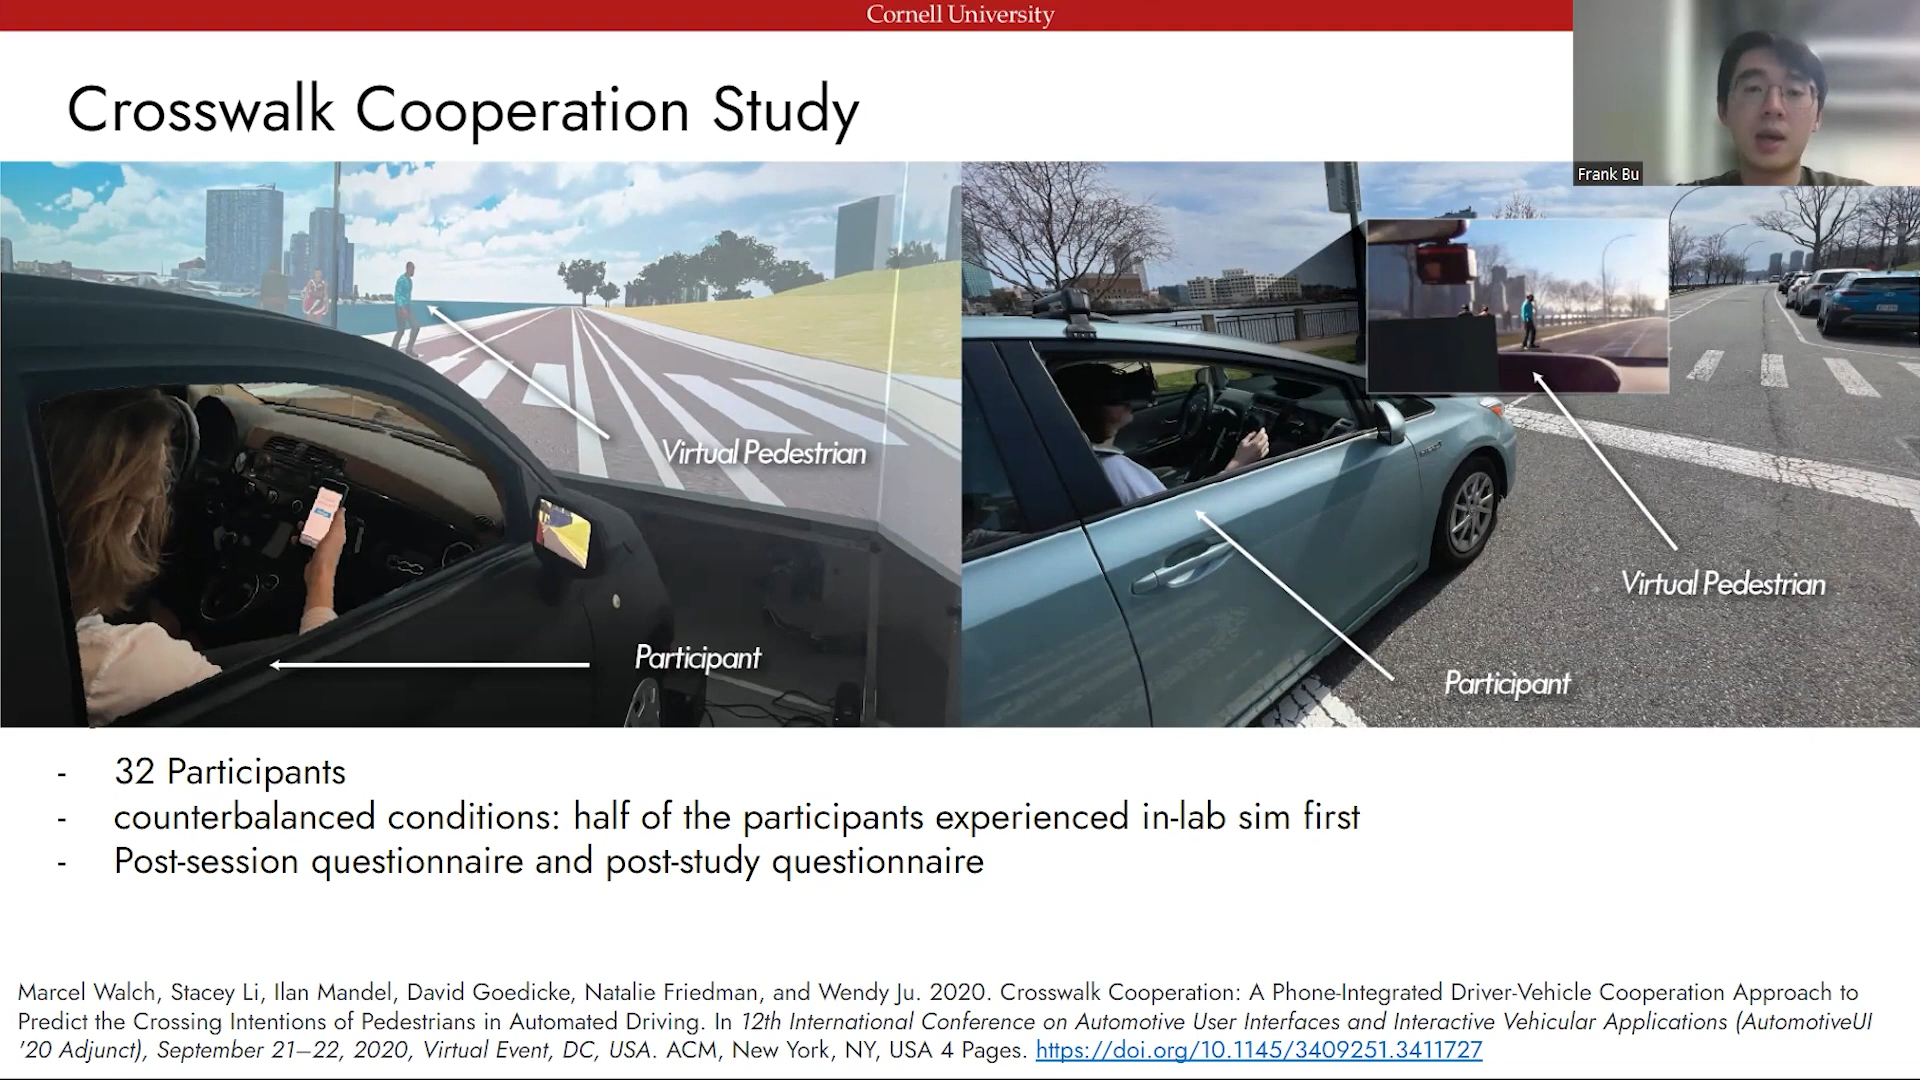 Cornell University
Crosswalk Cooperation Study
Frank Bu
Virtual Pedestrian
Participant
Virtual Pedestrian
Participant
- 32 Participants
- counterbalanced conditions: half of the participants experienced in-lab sim first
- Post-session questionnaire and post-study questionnaire
Marcel Walch, Stacey Li, Ilan Mandel, David Goedicke, Natalie Friedman, and Wendy Ju. 2020. Crosswalk Cooperation: A Phone-Integrated Driver-Vehicle Cooperation Approach to
Predict the Crossing Intentions of Pedestrians in Automated Driving. In 12th International Conference on Automotive User Interfaces and Interactive Vehicular Applications (AutomotiveUI
'20 Adjunct), September 21–22, 2020, Virtual Event, DC, USA. ACM, New York, NY, USA 4 Pages. https://doi.org/10.1145/3409251.3411727